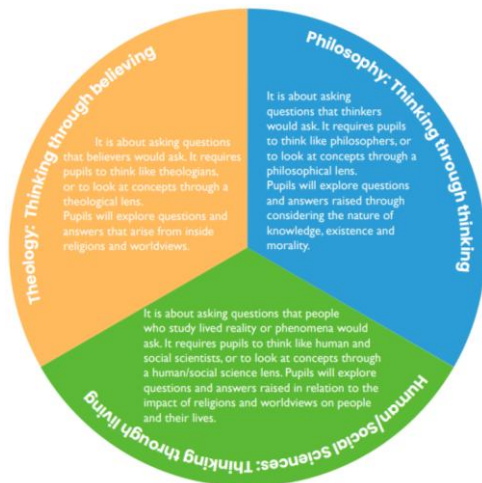 Theology: Thinking through believing
It is about asking questions
that believers would ask. It requires
pupils to think like theologians,
or to look at concepts through a
theological lens.
Pupils will explore questions and
answers that arise from inside
religions and worldviews.
Philosophy: Thinking through thinking
It is about asking
questions that thinkers
would ask. It requires pupils
to think like philosophers, or
to look at concepts through a
philosophical lens.
Pupils will explore questions
and answers raised through
considering the nature of
knowledge, existence and
morality.
It is about asking questions that people
who study lived reality or phenomena would
ask. It requires pupils to think like human and
social scientists, or to look at concepts through
a human/social science lens. Pupils will explore
questions and answers raised in relation to the
impact of religions and worldviews on people
and their lives.
Human/social Sciences: Thinking through living